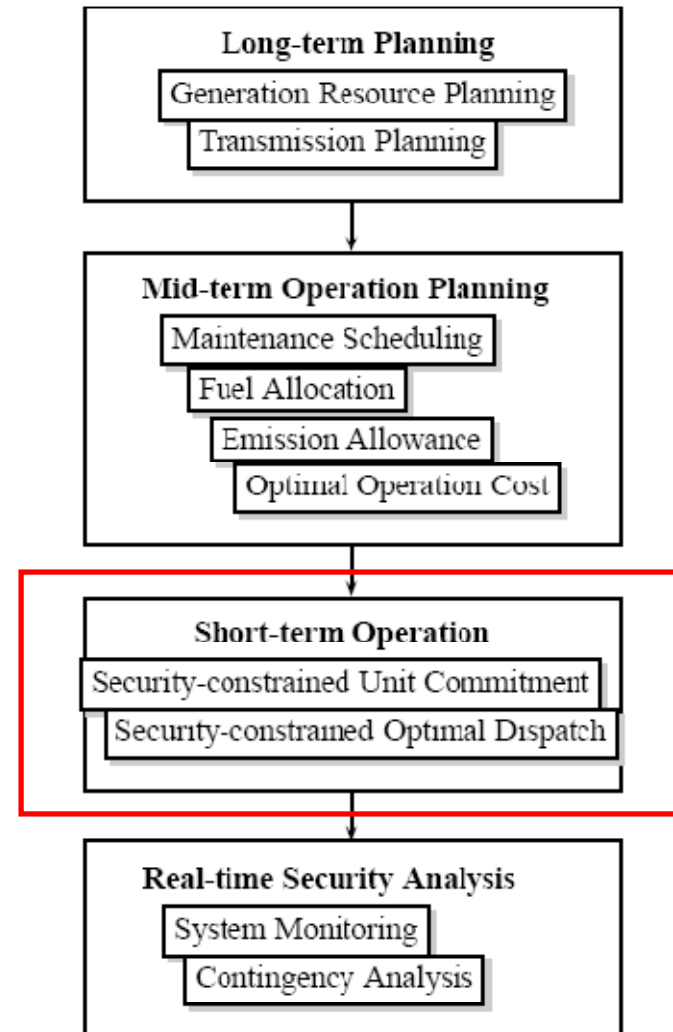 Long-term Planning
Generation Resource Planning
Transmission Planning
Mid-term Operation Planning
Maintenance Scheduling
Fuel Allocation
Emission Allowance
Optimal Operation Cost
Short-term Operation
Security-constrained Unit Commitment
Security-constrained Optimal Dispatch
Real-time Security Analysis
System Monitoring
Contingency Analysis